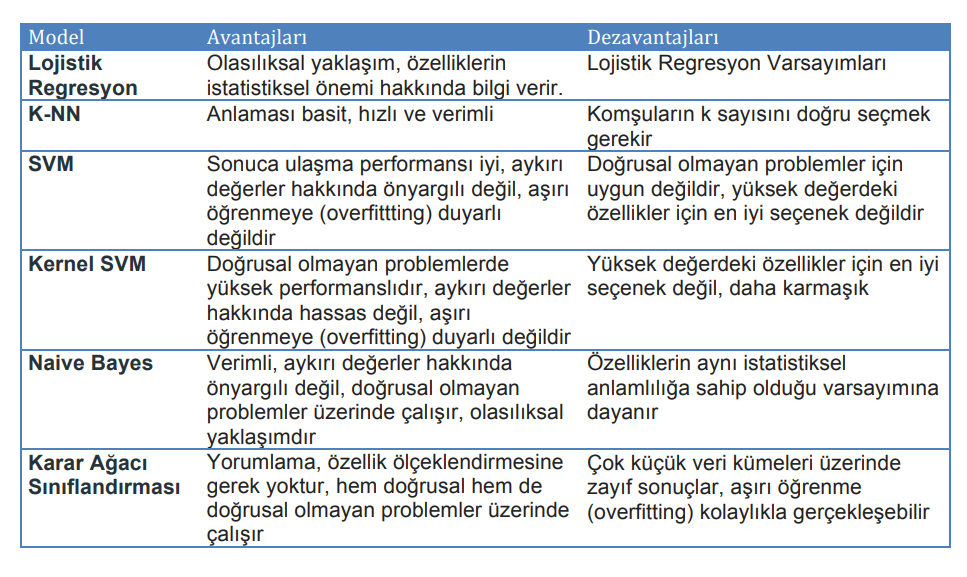 Model Avantajları Dezavantajları
Lojistik Regresyon
Olasılıksal yaklaşım, özelliklerin
istatistiksel önemi hakkında bilgi verir.
Lojistik Regresyon Varsayımları
K-NN
Anlaması basit, hızlı ve verimli
Komşuların k sayısını doğru seçmek
gerekir
SVM
Sonuca ulaşma performansı iyi, aykırı
değerler hakkında önyargılı değil, aşırı
öğrenmeye (overfittting) duyarlı
değildir
Doğrusal olmayan problemler için
uygun değildir, yüksek değerdeki
özellikler için en iyi seçenek değildir
Kernel SVM
Doğrusal olmayan problemlerde
yüksek performanslıdır, aykırı değerler
hakkında hassas değil, aşırı
öğrenmeye (overfitting) duyarlı değildir
Yüksek değerdeki özellikler için en iyi
seçenek değil, daha karmaşık
Naive Bayes
Verimli, aykırı değerler hakkında
önyargılı değil, doğrusal olmayan
problemler üzerinde çalışır, olasılıksal
yaklaşımdır
Özelliklerin aynı istatistiksel
anlamlılığa sahip olduğu varsayımına
dayanır
Karar Ağacı
Sınıflandırması
Yorumlama, özellik ölçeklendirmesine
gerek yoktur, hem doğrusal hem de
doğrusal olmayan problemler üzerinde
çalışır
Çok küçük veri kümeleri üzerinde
zayıf sonuçlar, aşırı öğrenme
(overfitting) kolaylıkla gerçekleşebilir